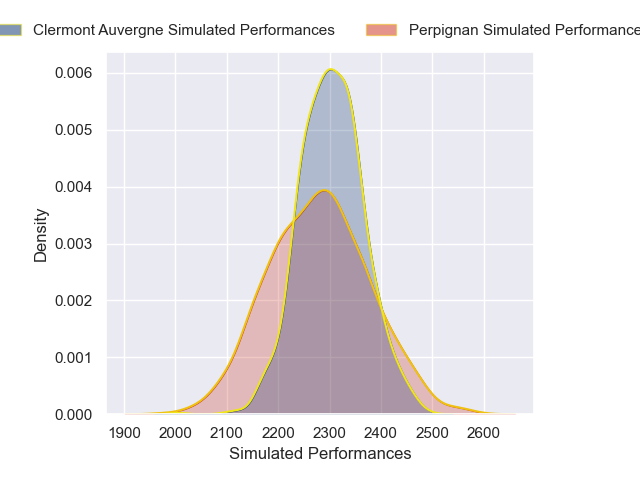 Clermont Auvergne Simulated Performances
Perpignan Simulated Performance
0.006
0.005
0.004
0.003
0.002
0.001
0.000
Density
1900 2000 2100 2200 2300 2400 2500 2600
Simulated Performances